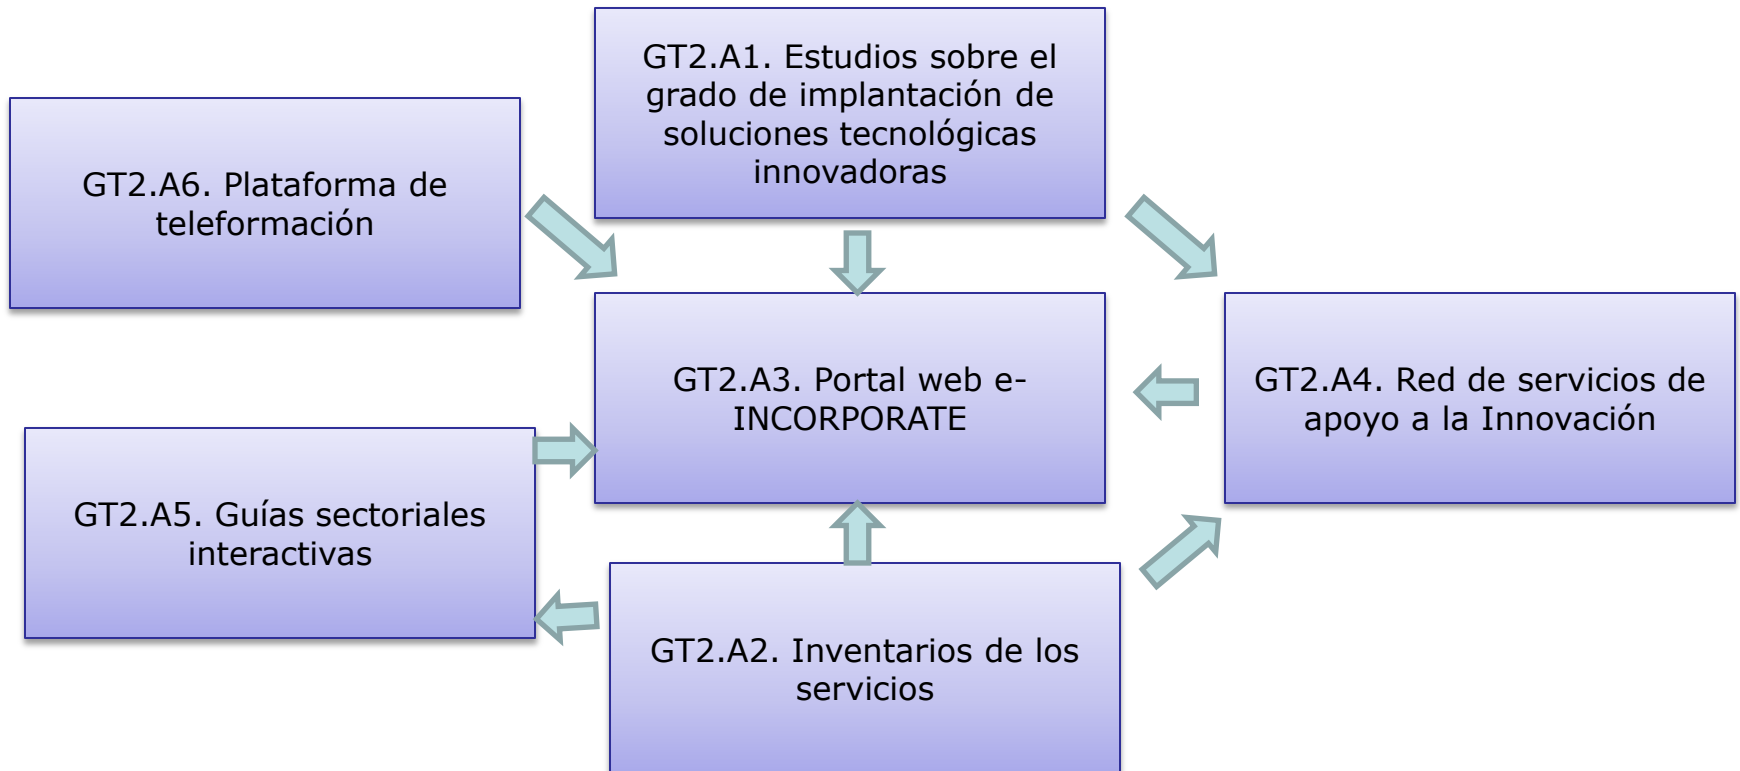 GT2.A1. Estudios sobre el
grado de implantación de
soluciones tecnológicas
innovadoras
GT2.A6. Plataforma de
teleformación
GT2.A3. Portal web e-
INCORPORATE
GT2.A4. Red de servicios de
apoyo a la Innovación
GT2.A5. Guías sectoriales
interactivas
GT2.A2. Inventarios de los
servicios